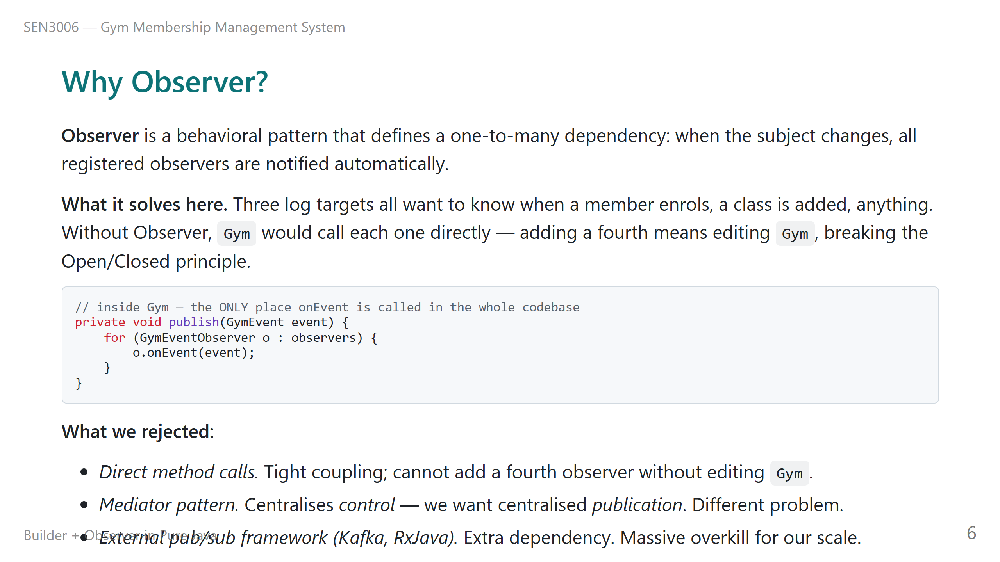 SEN3006 — Gym Membership Management System
Why Observer?
Observer is a behavioral pattern that defines a one-to-many dependency: when the subject changes, all
registered observers are notified automatically.
What it solves here. Three log targets all want to know when a member enrols, a class is added, anything.
Without Observer, Gym would call each one directly — adding a fourth means editing Gym, breaking the
Open/Closed principle.
// inside Gym — the ONLY place onEvent is called in the whole codebase
private void publish(GymEvent event) {
    for (GymEventObserver o : observers) {
        o.onEvent(event);
    }
}
What we rejected:
• Direct method calls. Tight coupling; cannot add a fourth observer without editing Gym.
• Mediator pattern. Centralises control — we want centralised publication. Different problem.
• External pub/sub framework (Kafka, RxJava). Extra dependency. Massive overkill for our scale.
Builder + Observer in Pure Java
6